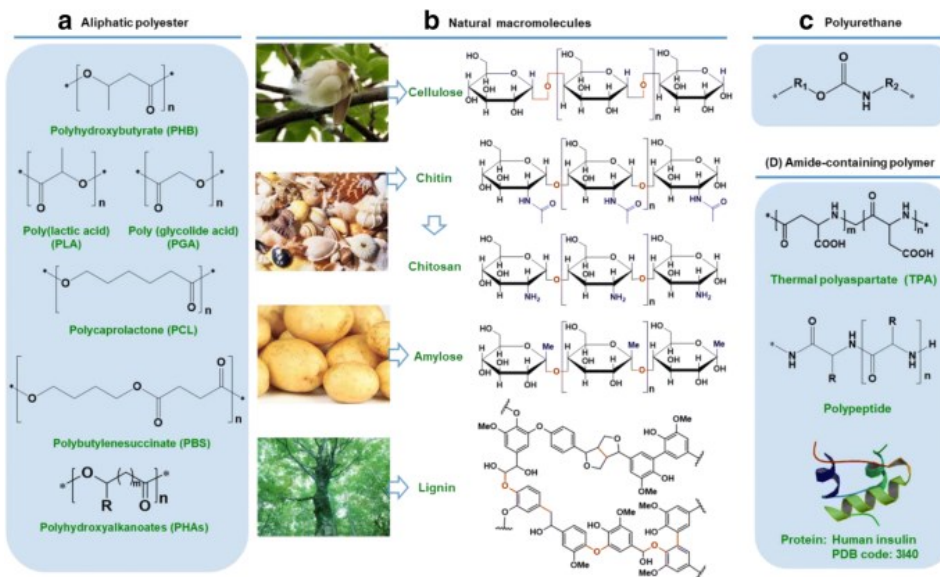 a Aliphatic polyester
Polyhydroxybutyrate (PHB)
Poly(lactic acid)
(PLA)
Poly (glycolide acid)
(PGA)
Polycaprolactone (PCL)
Polybutylenesuccinate (PBS)
Polyhydroxyalkanoates (PHAs)
b Natural macromolecules
Cellulose
Chitin
Chitosan
Amylose
Lignin
c Polyurethane
(D) Amide-containing polymer
Thermal polyaspartate (TPA)
Polypeptide
Protein: Human insulin
PDB code: 3I40